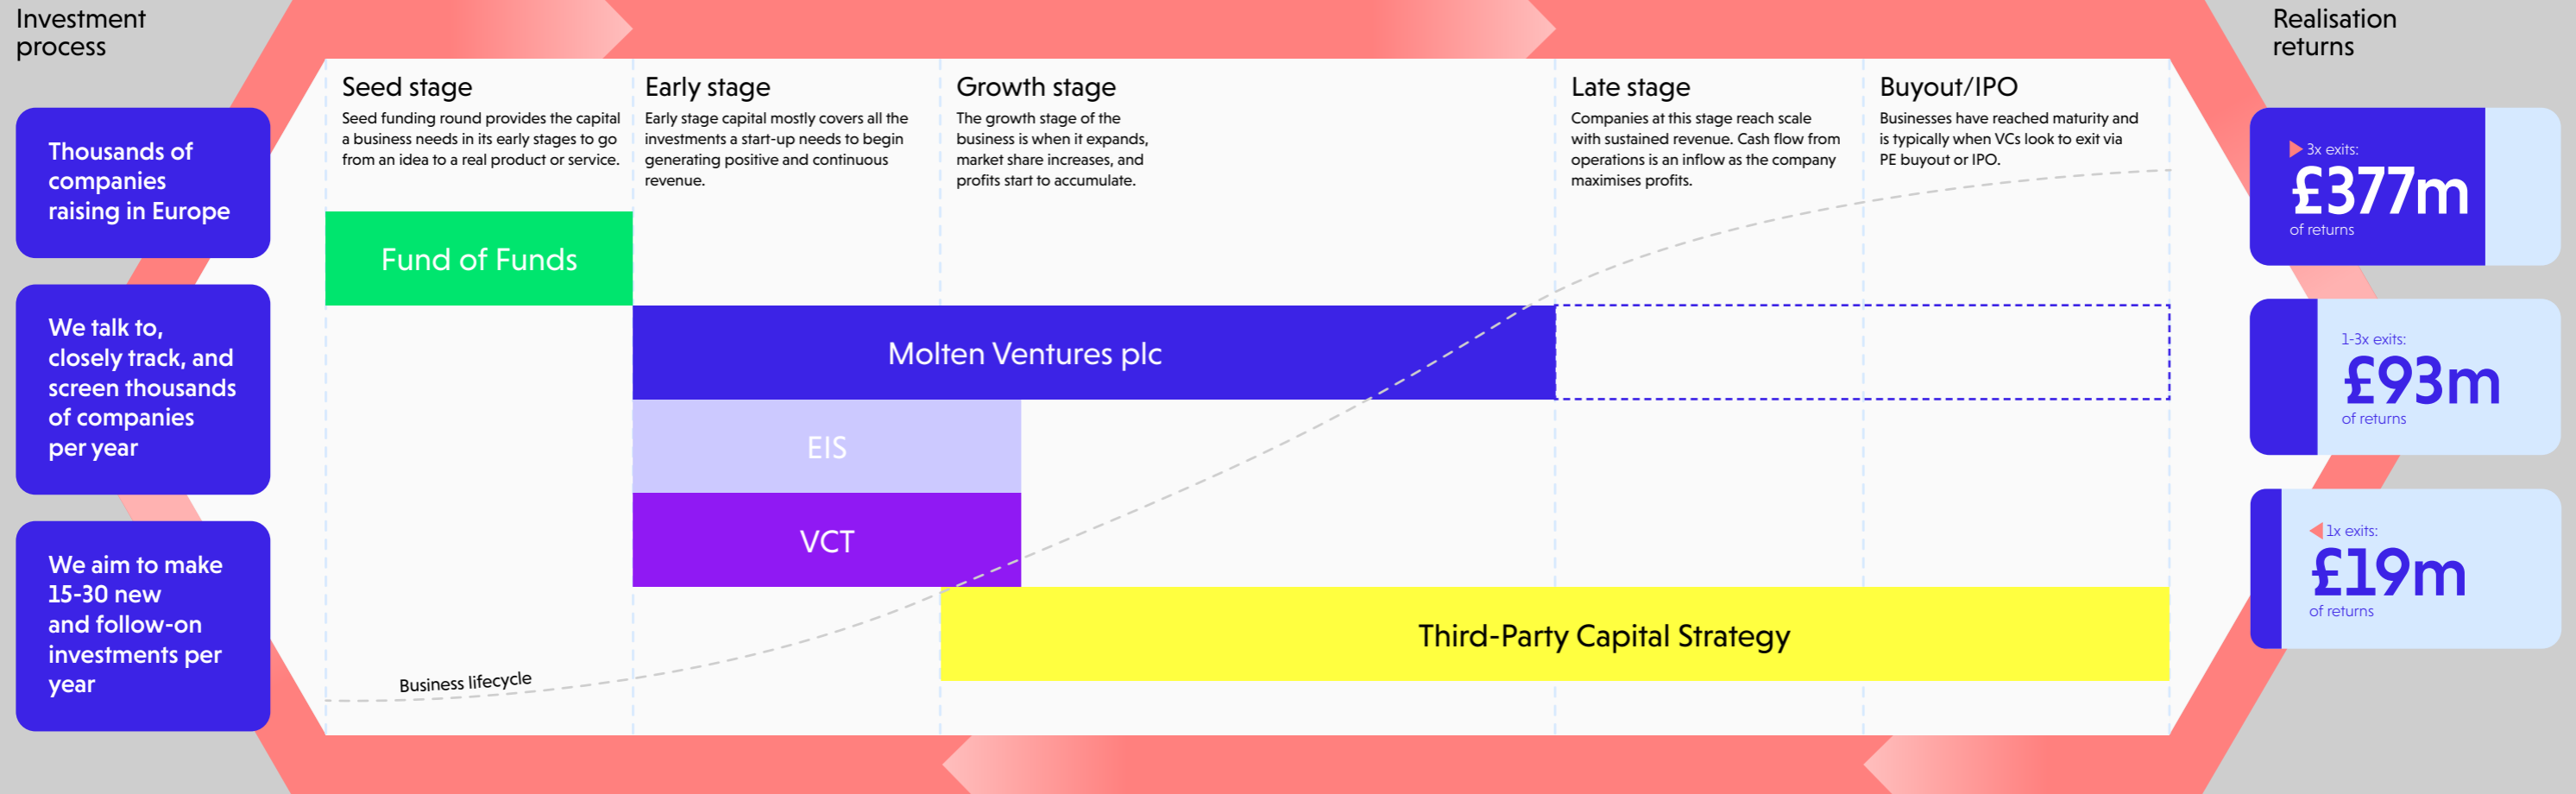 Investment
process
Thousands of
companies
raising in Europe
We talk to,
closely track, and
screen thousands
of companies
per year
We aim to make
15-30 new
and follow-on
investments per
year
Seed stage
Seed funding round provides the capital
a business needs in its early stages to go
from an idea to a real product or service.
Early stage
Early stage capital mostly covers all the
investments a start-up needs to begin
generating positive and continuous
revenue.
Growth stage
The growth stage of the
business is when it expands,
market share increases, and
profits start to accumulate.
Late stage
Companies at this stage reach scale
with sustained revenue. Cash flow from
operations is an inflow as the company
maximises profits.
Buyout/IPO
Businesses have reached maturity and
is typically when VCs look to exit via
PE buyout or IPO.
Fund of Funds
Molten Ventures plc
EIS
VCT
Third-Party Capital Strategy
Business lifecycle
Realisation
returns
3x exits:
£377m
of returns
1-3x exits:
£93m
of returns
1x exits:
£19m
of returns